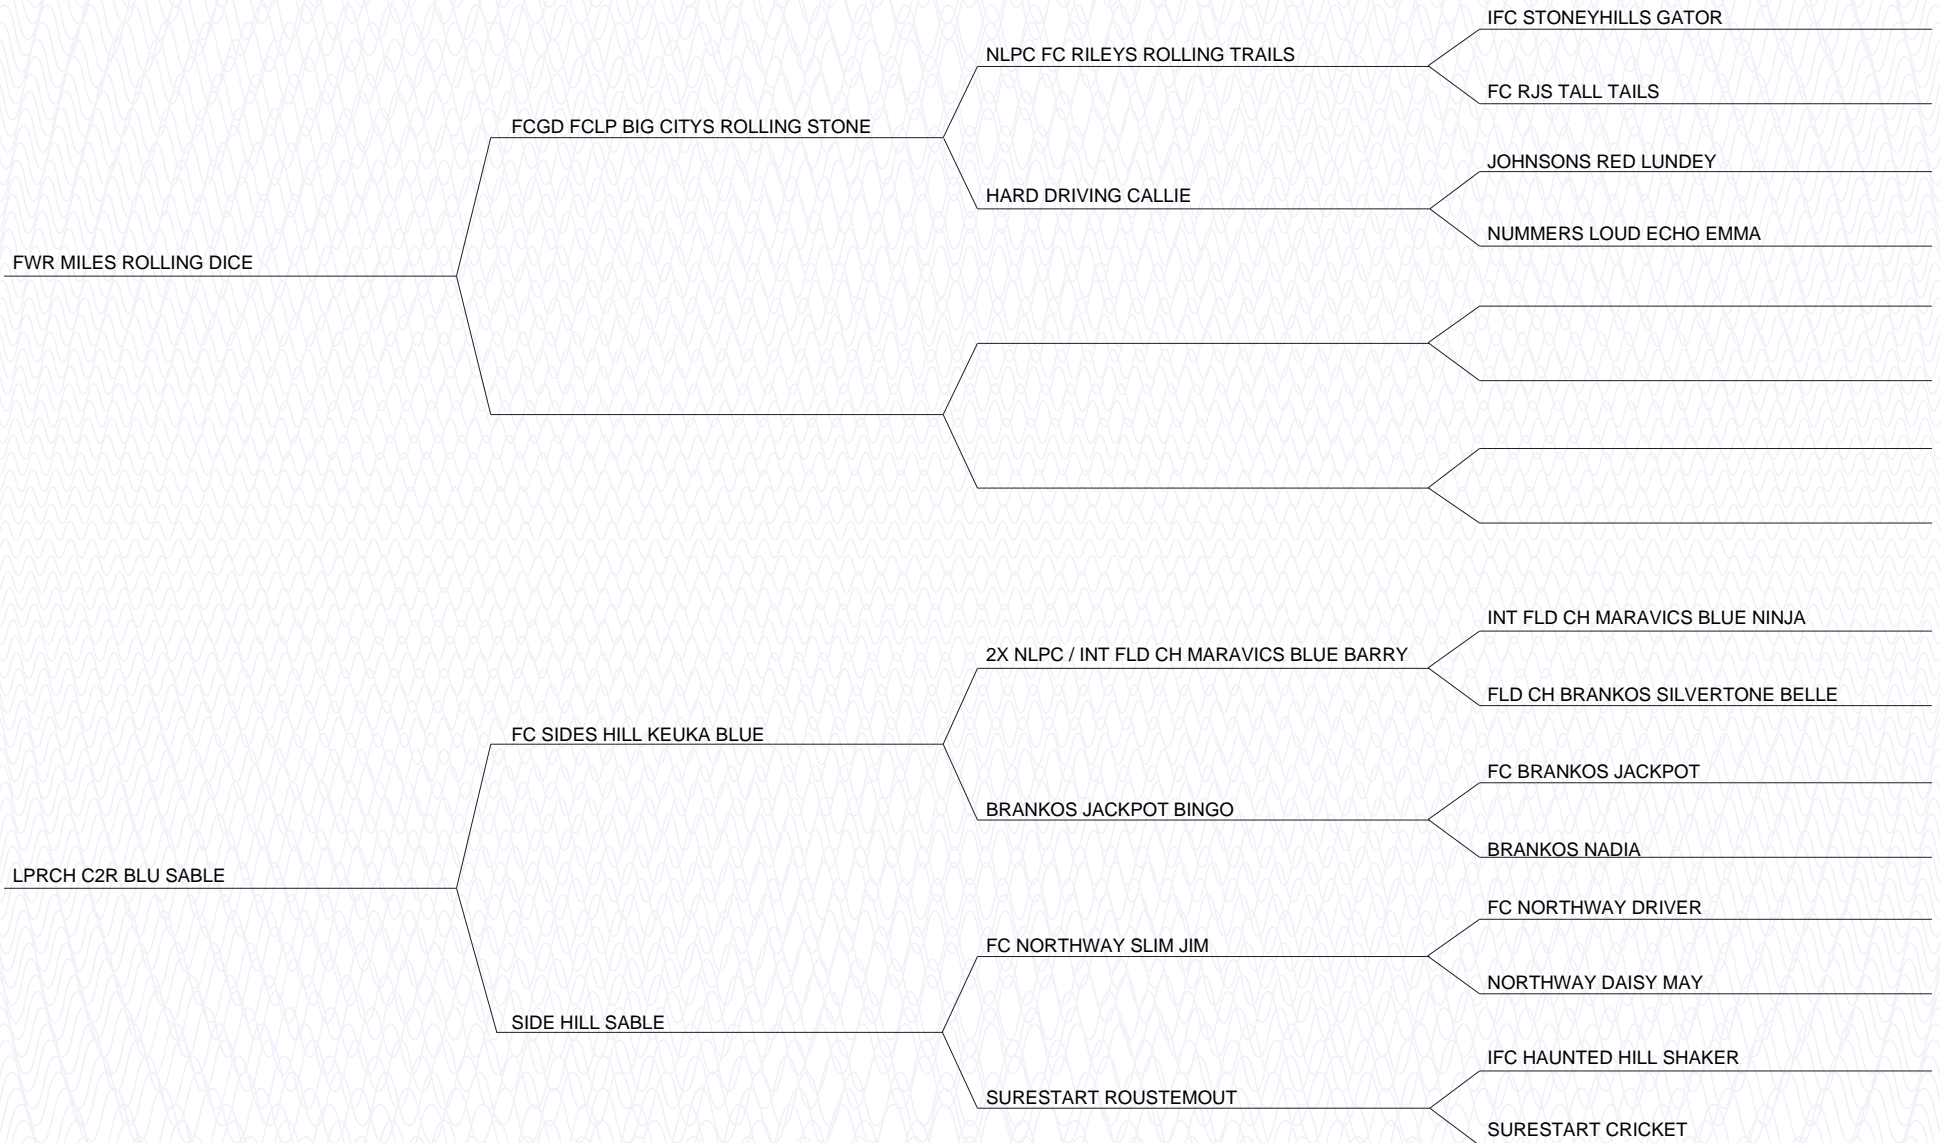 IFC STONEYHILLS GATOR
NLPC FC RILEYS ROLLING TRAILS
FC RJS TALL TAILS
FCGD FCLP BIG CITYS ROLLING STONE
JOHNSONS RED LUNDEY
HARD DRIVING CALLIE
NUMMERS LOUD ECHO EMMA
FWR MILES ROLLING DICE
INT FLD CH MARAVICS BLUE NINJA
2X NLPC / INT FLD CH MARAVICS BLUE BARRY
FLD CH BRANKOS SILVERTONE BELLE
FC SIDES HILL KEUKA BLUE
FC BRANKOS JACKPOT
BRANKOS JACKPOT BINGO
BRANKOS NADIA
LPRCH C2R BLU SABLE
FC NORTHWAY DRIVER
FC NORTHWAY SLIM JIM
NORTHWAY DAISY MAY
SIDE HILL SABLE
IFC HAUNTED HILL SHAKER
SURESTART ROUSTEMOUT
SURESTART CRICKET